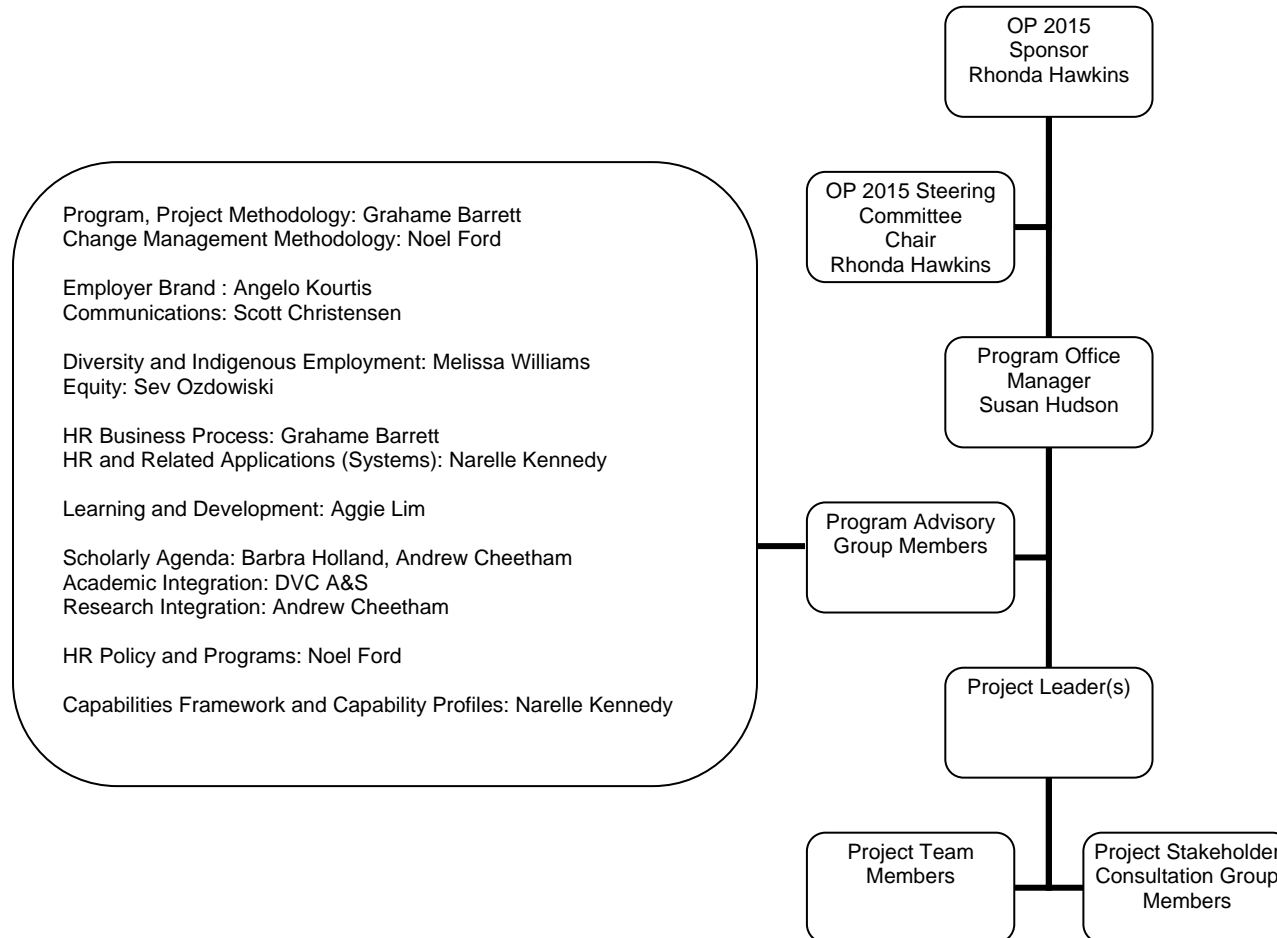 OP 2015
Sponsor
Rhonda Hawkins
OP 2015 Steering
Committee
Chair
Rhonda Hawkins
Program, Project Methodology: Grahame Barrett
Change Management Methodology: Noel Ford
Employer Brand : Angelo Kourtis
Communications: Scott Christensen
Diversity and Indigenous Employment: Melissa Williams
Equity: Sev Ozdowiski
HR Business Process: Grahame Barrett
HR and Related Applications (Systems): Narelle Kennedy
Learning and Development: Aggie Lim
Scholarly Agenda: Barbra Holland, Andrew Cheetham
Academic Integration: DVC A&S
Research Integration: Andrew Cheetham
HR Policy and Programs: Noel Ford
Capabilities Framework and Capability Profiles: Narelle Kennedy
Program Office
Manager
Susan Hudson
Program Advisory
Group Members
Project Leader(s)
Project Team
Members
Project Stakeholder
Consultation Group
Members